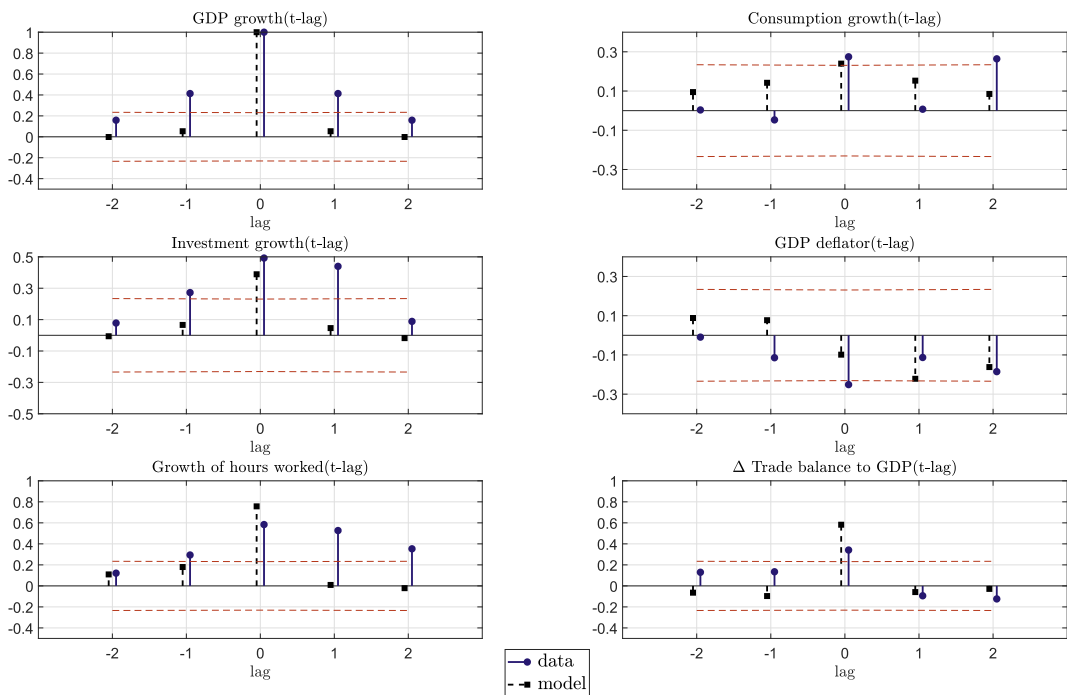 GDP growth(t-lag)
1
0.8
0.6
0.4
0.2
0
-0.2
-0.4
-2 -1 0 1 2
lag
Consumption growth(t-lag)
0.3
0.1
-0.1
-0.3
-2 -1 0 1 2
lag
Investment growth(t-lag)
0.5
0.3
0.1
-0.1
-0.3
-0.5
-2 -1 0 1 2
lag
GDP deflator(t-lag)
0.3
0.1
-0.1
-0.3
-2 -1 0 1 2
lag
Growth of hours worked(t-lag)
1
0.8
0.6
0.4
0.2
0
-0.2
-0.4
-2 -1 0 1 2
lag
Δ Trade balance to GDP(t-lag)
1
0.8
0.6
0.4
0.2
0
-0.2
-0.4
-2 -1 0 1 2
lag
data
model